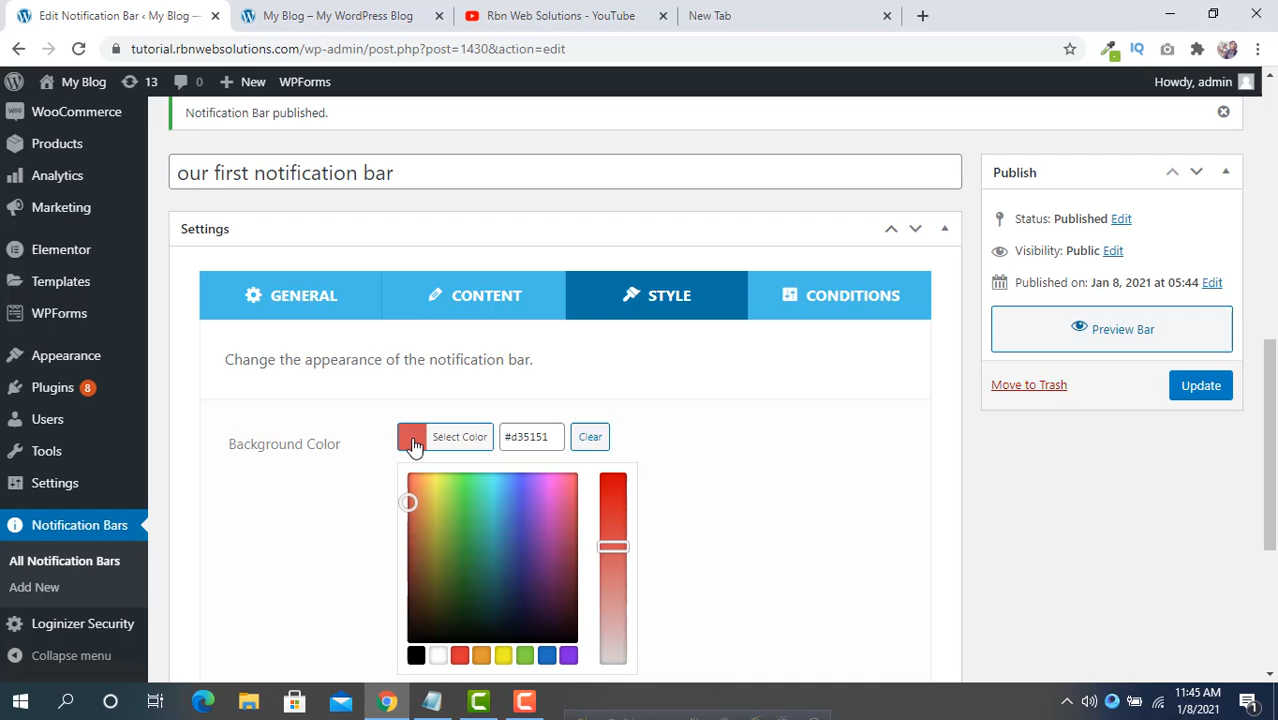 Edit Notification Bar ‹ My Blog —
My Blog – My WordPress Blog
Rbn Web Solutions - YouTube
New Tab
tutorial.rbnwebsolutions.com/wp-admin/post.php?post=1430&action=edit
IQ
My Blog
13
0
New
WPForms
Howdy, admin
WooCommerce
Products
Analytics
Marketing
Elementor
Templates
WPForms
Appearance
Plugins 8
Users
Tools
Settings
Notification Bars
All Notification Bars
Add New
Loginizer Security
Collapse menu
Notification Bar published.
our first notification bar
Settings
GENERAL
CONTENT
STYLE
CONDITIONS
Change the appearance of the notification bar.
Background Color
Select Color
#d35151
Clear
Publish
Status: Published Edit
Visibility: Public Edit
Published on: Jan 8, 2021 at 05:44 Edit
Preview Bar
Move to Trash
Update
11:45 AM
1/8/2021
1